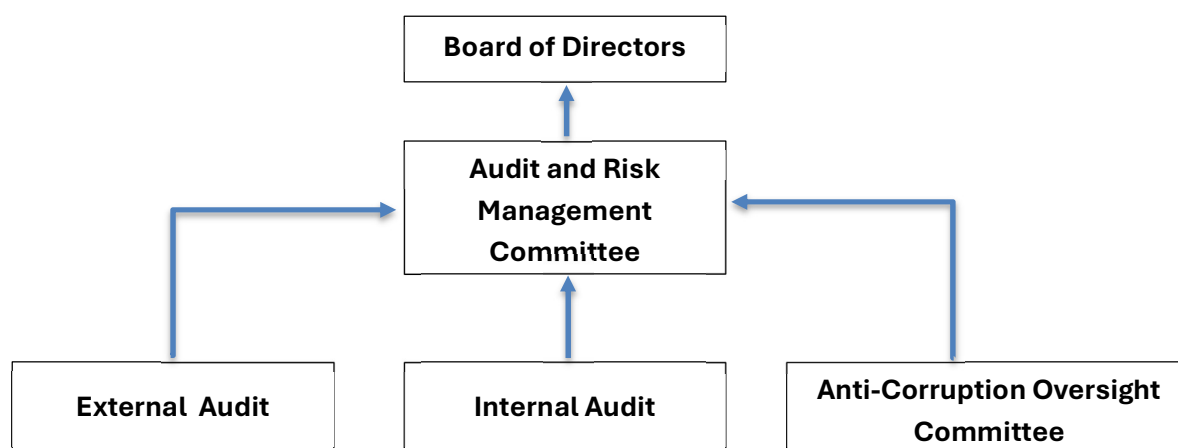 Board of Directors
Audit and Risk
Management
Committee
External Audit
Internal Audit
Anti-Corruption Oversight
Committee